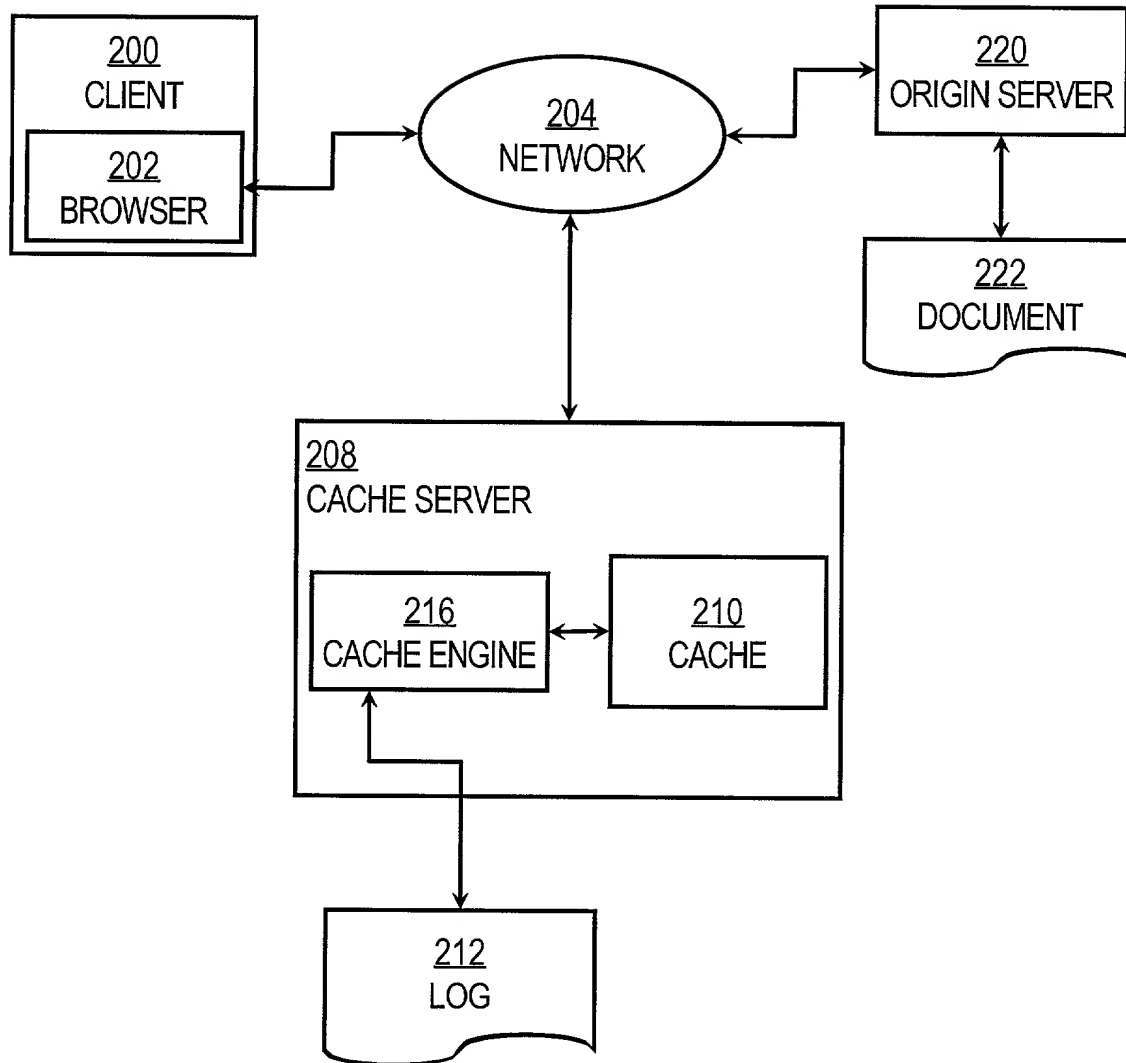 200
CLIENT
202
BROWSER
204
NETWORK
220
ORIGIN SERVER
222
DOCUMENT
208
CACHE SERVER
216
CACHE ENGINE
210
CACHE
212
LOG